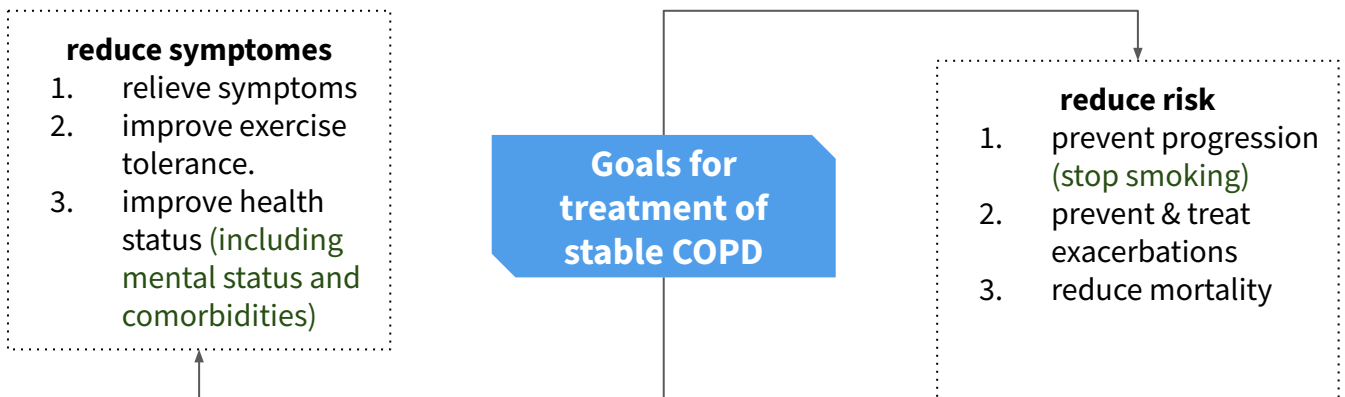 reduce symptomes
1. relieve symptoms
2. improve exercise
tolerance.
3. improve health
status (including
mental status and
comorbidities)
Goals for
treatment of
stable COPD
reduce risk
1. prevent progression
(stop smoking)
2. prevent & treat
exacerbations
3. reduce mortality